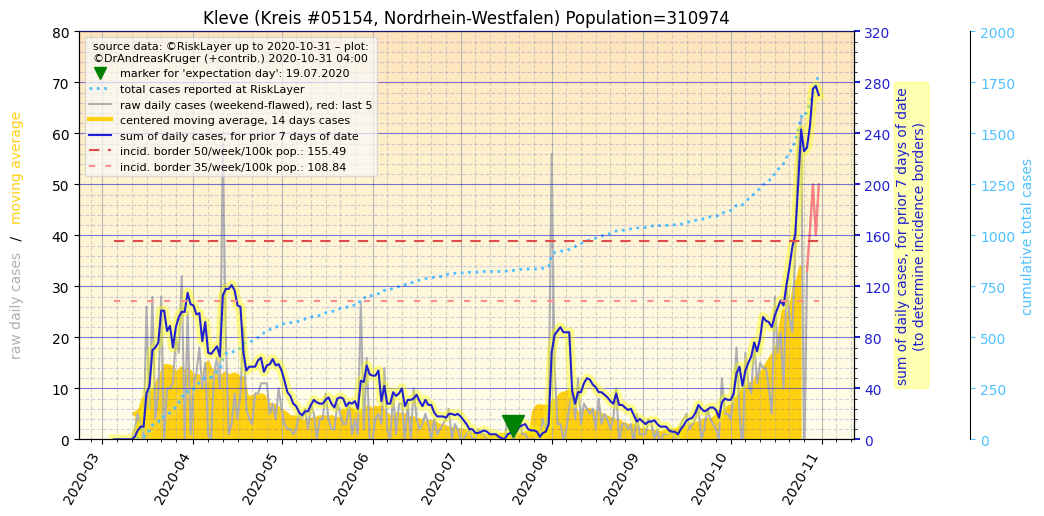 Kleve (Kreis #05154, Nordrhein-Westfalen) Population=310974
source data: ©RiskLayer up to 2020-10-31 – plot:
©DrAndreasKruger (+contrib.) 2020-10-31 04:00
marker for 'expectation day': 19.07.2020
total cases reported at RiskLayer
raw daily cases (weekend-flawed), red: last 5
centered moving average, 14 days cases
sum of daily cases, for prior 7 days of date
incid. border 50/week/100k pop.: 155.49
incid. border 35/week/100k pop.: 108.84
raw daily cases / moving average
80
70
60
50
40
30
20
10
0
320
280
240
200
160
120
80
40
0
sum of daily cases, for prior 7 days of date
(to determine incidence borders)
2000
1750
1500
1250
1000
750
500
250
0
cumulative total cases
2020-03
2020-04
2020-05
2020-06
2020-07
2020-08
2020-09
2020-10
2020-11